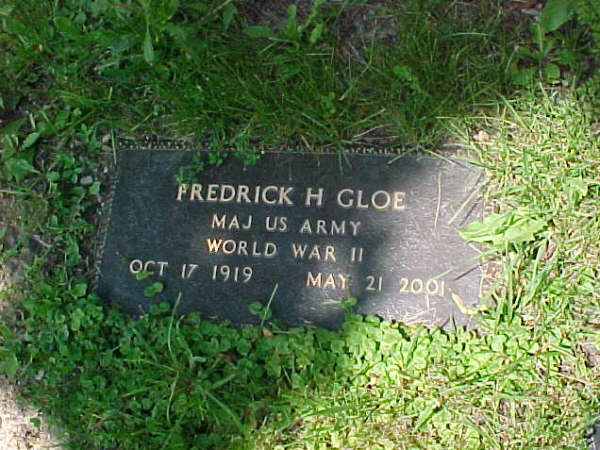 FREDRICK H GLOE
MAJ US ARMY
WORLD WAR II
OCT 17 1919 MAY 21 2001